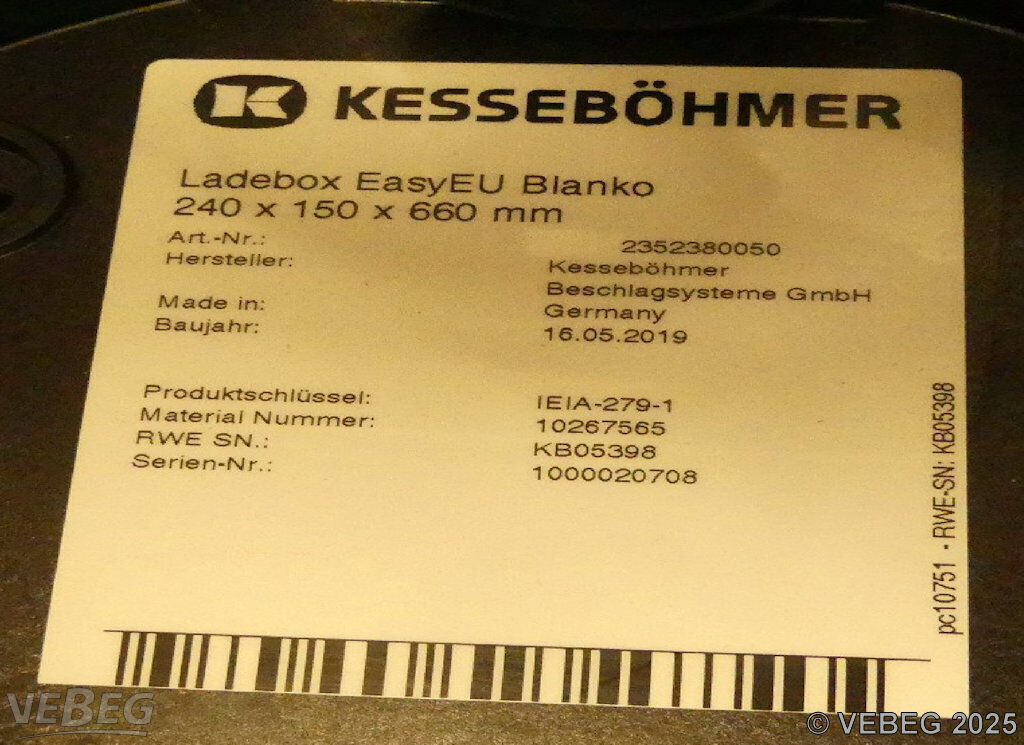 K KESSEBÖHMER
Ladebox EasyEU Blanko
240 x 150 x 660 mm
Art.-Nr.: 2352380050
Hersteller: Kesseböhmer
Beschlagsysteme GmbH
Made in: Germany
Baujahr: 16.05.2019
Produktschlüssel: IEIA-279-1
Material Nummer: 10267565
RWE SN.: KB05398
Serien-Nr.: 1000020708
pc10751 - RWE-SN: KB05398
VEBEG
© VEBEG 2025